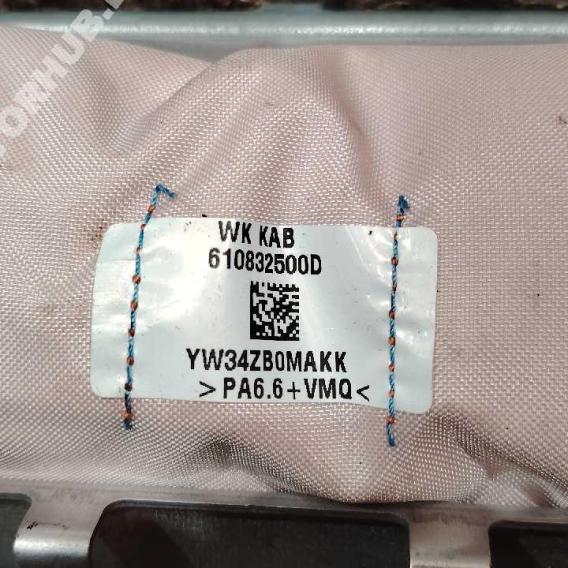 WK KAB
610832500D
YW34ZB0MAKK
>PA6.6+VMQ<